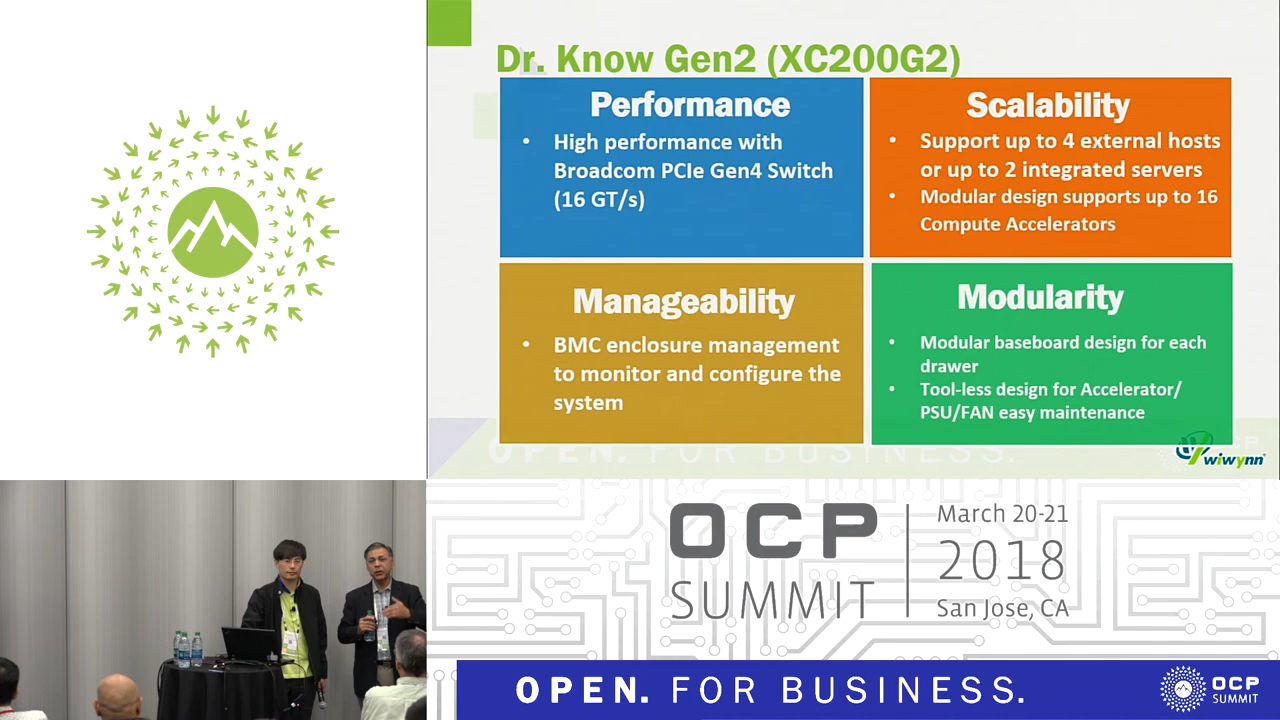 Dr. Know Gen2 (XC200G2)
Performance
• High performance with
Broadcom PCIe Gen4 Switch
(16 GT/s)
Scalability
• Support up to 4 external hosts
or up to 2 integrated servers
• Modular design supports up to 16
Compute Accelerators
Manageability
• BMC enclosure management
to monitor and configure the
system
Modularity
• Modular baseboard design for each
drawer
• Tool-less design for Accelerator/
PSU/FAN easy maintenance
OPEN. FOR BUSINESS.
wiwynn
OCP
SUMMIT
March 20-21
2018
San Jose, CA
OPEN. FOR BUSINESS.
OCP
SUMMIT